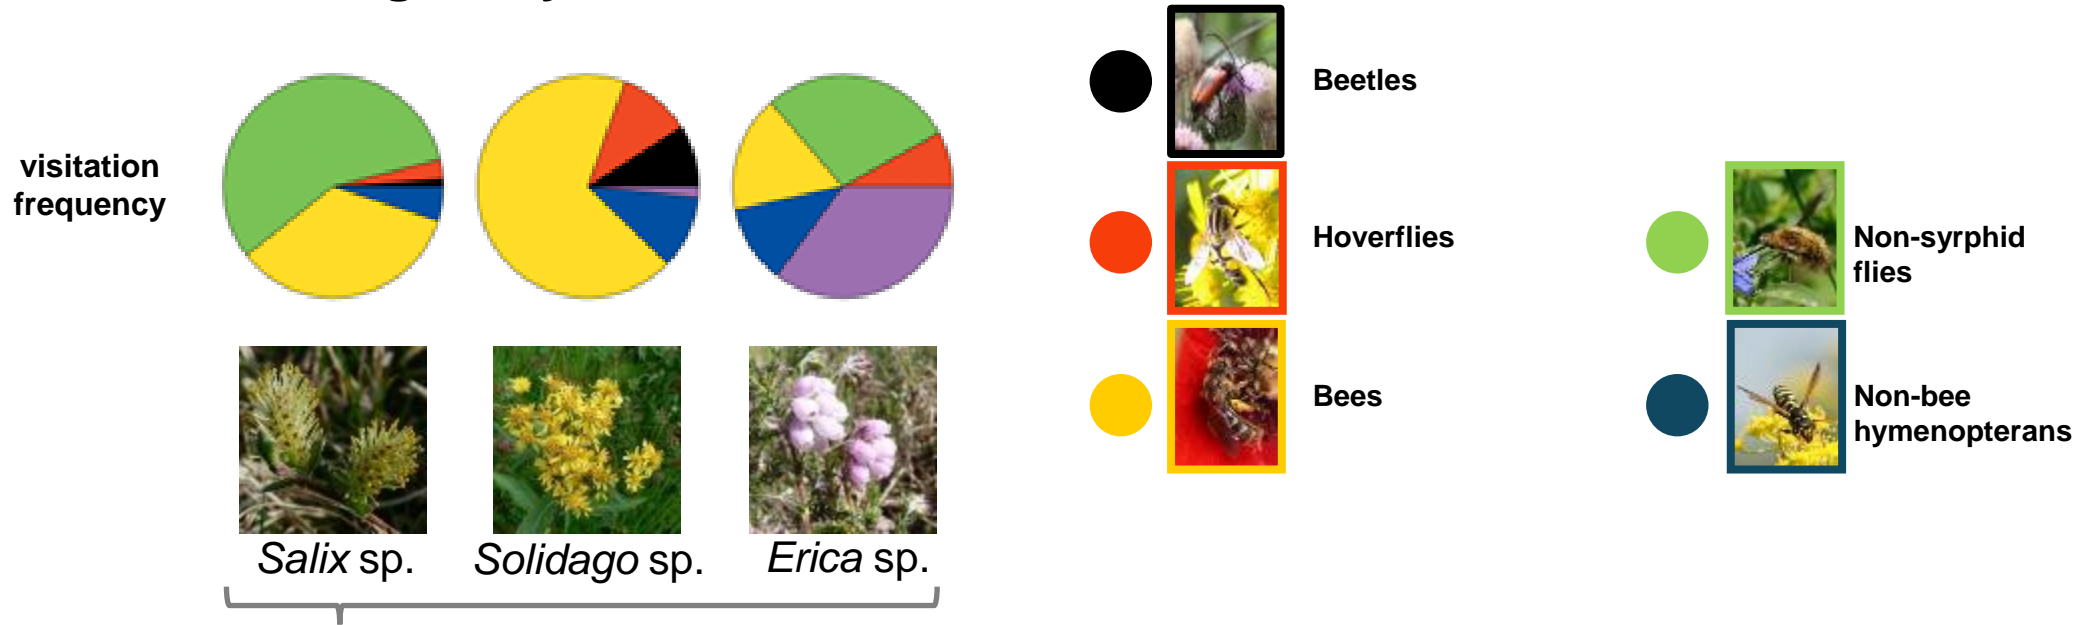 visitation
frequency
Salix sp.
Solidago sp.
Erica sp.
Beetles
Hoverflies
Bees
Non-syrphid
flies
Non-bee
hymenopterans